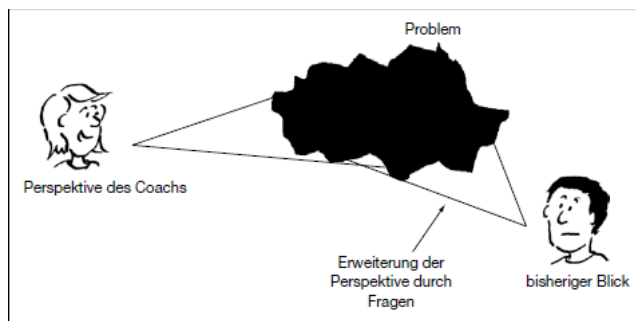 Problem
Perspektive des Coachs
Erweiterung der
Perspektive durch
Fragen
bisheriger Blick